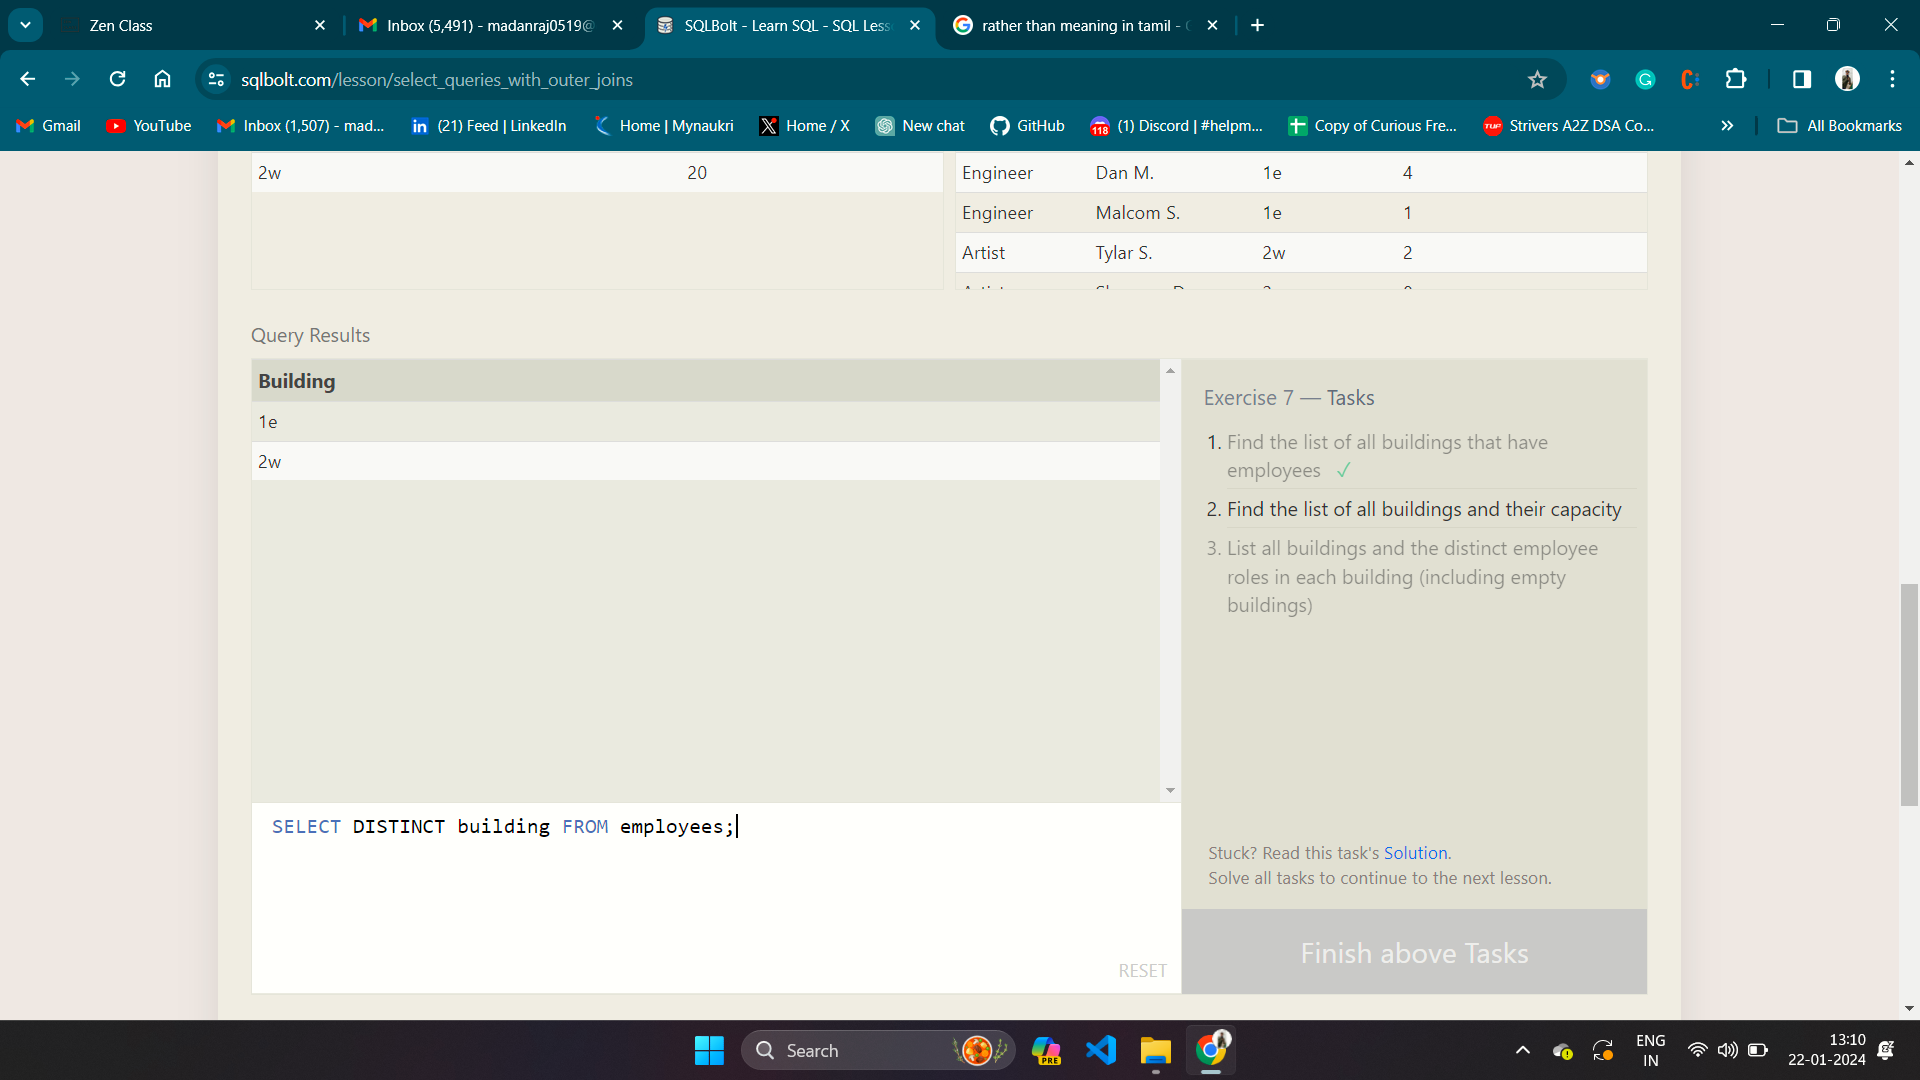 Zen Class
Inbox (5,491) - madanraj0519@
SQLBolt - Learn SQL - SQL Less
rather than meaning in tamil -
sqlbolt.com/lesson/select_queries_with_outer_joins
Gmail
YouTube
Inbox (1,507) - mad...
(21) Feed | LinkedIn
Home | Mynaukri
Home / X
New chat
GitHub
118
(1) Discord | #helpm...
Copy of Curious Fre...
TUF
Strivers A2Z DSA Co...
All Bookmarks
2w 20
Engineer Dan M. 1e 4
Engineer Malcom S. 1e 1
Artist Tylar S. 2w 2
Query Results
Building
1e
2w
Exercise 7 — Tasks
1. Find the list of all buildings that have
employees ✓
2. Find the list of all buildings and their capacity
3. List all buildings and the distinct employee
roles in each building (including empty
buildings)
SELECT DISTINCT building FROM employees;
Stuck? Read this task's Solution.
Solve all tasks to continue to the next lesson.
RESET
Finish above Tasks
Search
PRE
ENG
IN
13:10
22-01-2024